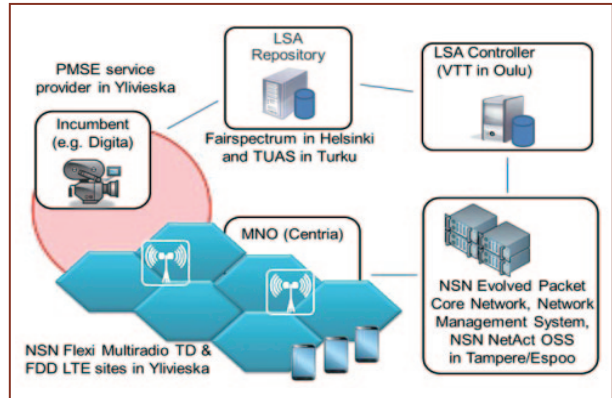 LSA
Repository
LSA Controller
(VTT in Oulu)
PMSE service
provider in Ylivieska
Incumbent
(e.g. Digita)
Fairspectrum in Helsinki
and TUAS in Turku
MNO (Centria)
NSN Evolved Packet
Core Network, Network
Management System,
NSN NetAct OSS
in Tampere/Espoo
NSN Flexi Multiradio TD &
FDD LTE sites in Ylivieska